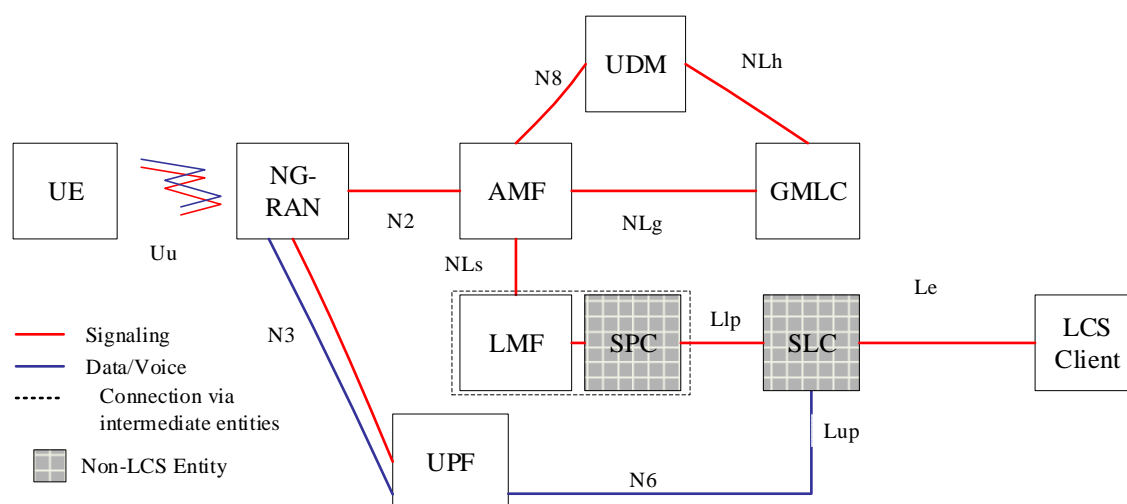 UDM
N8
NLh
UE
NG-
RAN
AMF
GMLC
N2
NLg
Uu
NLs
Le
N3
LMF
SPC
Llp
SLC
LCS
Client
Signaling
Data/Voice
Connection via
intermediate entities
Non-LCS Entity
UPF
Lup
N6